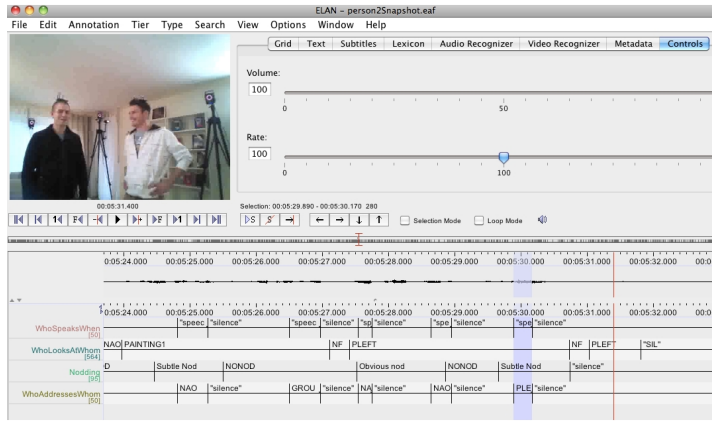 ELAN - person2Snapshot.eaf
File Edit Annotation Tier Type Search View Options Window Help
Grid Text Subtitles Lexicon Audio Recognizer Video Recognizer Metadata Controls
Volume:
100
0 50
Rate:
100
0 100
00:05:31.400 Selection: 00:05:29.890 - 00:05:30.170 280
Selection Mode Loop Mode
0:05:24.000 00:05:25.000 00:05:26.000 00:05:27.000 00:05:28.000 00:05:29.000 00:05:30.000 00:05:31.000 00:05:32.000 00:0
0:05:24.000 00:05:25.000 00:05:26.000 00:05:27.000 00:05:28.000 00:05:29.000 00:05:30.000 00:05:31.000 00:05:32.000 00:0
WhoSpeaksWhen "speec "silence" "speec "silence" "sp "silence" "spe "silence" "spe "silence"
[50]
WhoLooksAtWhom NAO PAINTING1 NF PLEFT NF PLEFT "SIL"
[564]
Nodding D Subtle Nod NONOD Obvious nod NONOD Subtle Nod "silence"
[95]
WhoAddressesWhom NAO "silence" GROU "silence" NA "silence" NAO "silence" PLE "silence"
[50]